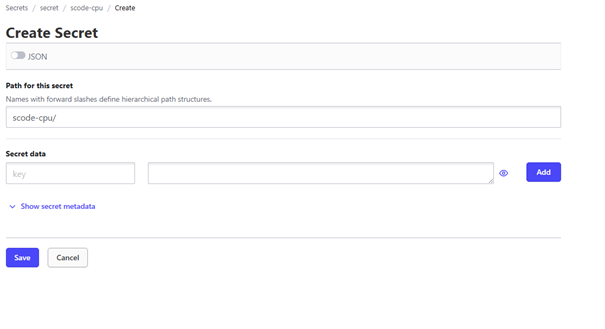 Secrets / secret / scode-cpu / Create
Create Secret
JSON
Path for this secret
Names with forward slashes define hierarchical path structures.
scode-cpu/
Secret data
key
Add
Show secret metadata
Save Cancel